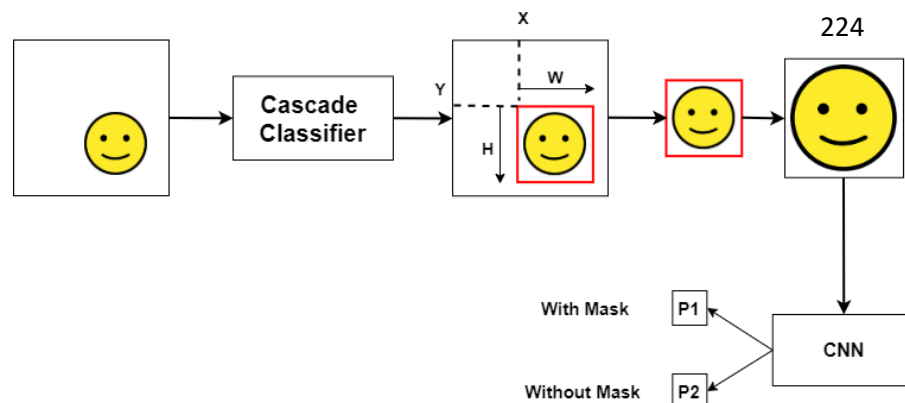 X
224
W
Y
Cascade
Classifier
H
With Mask
P1
CNN
Without Mask
P2